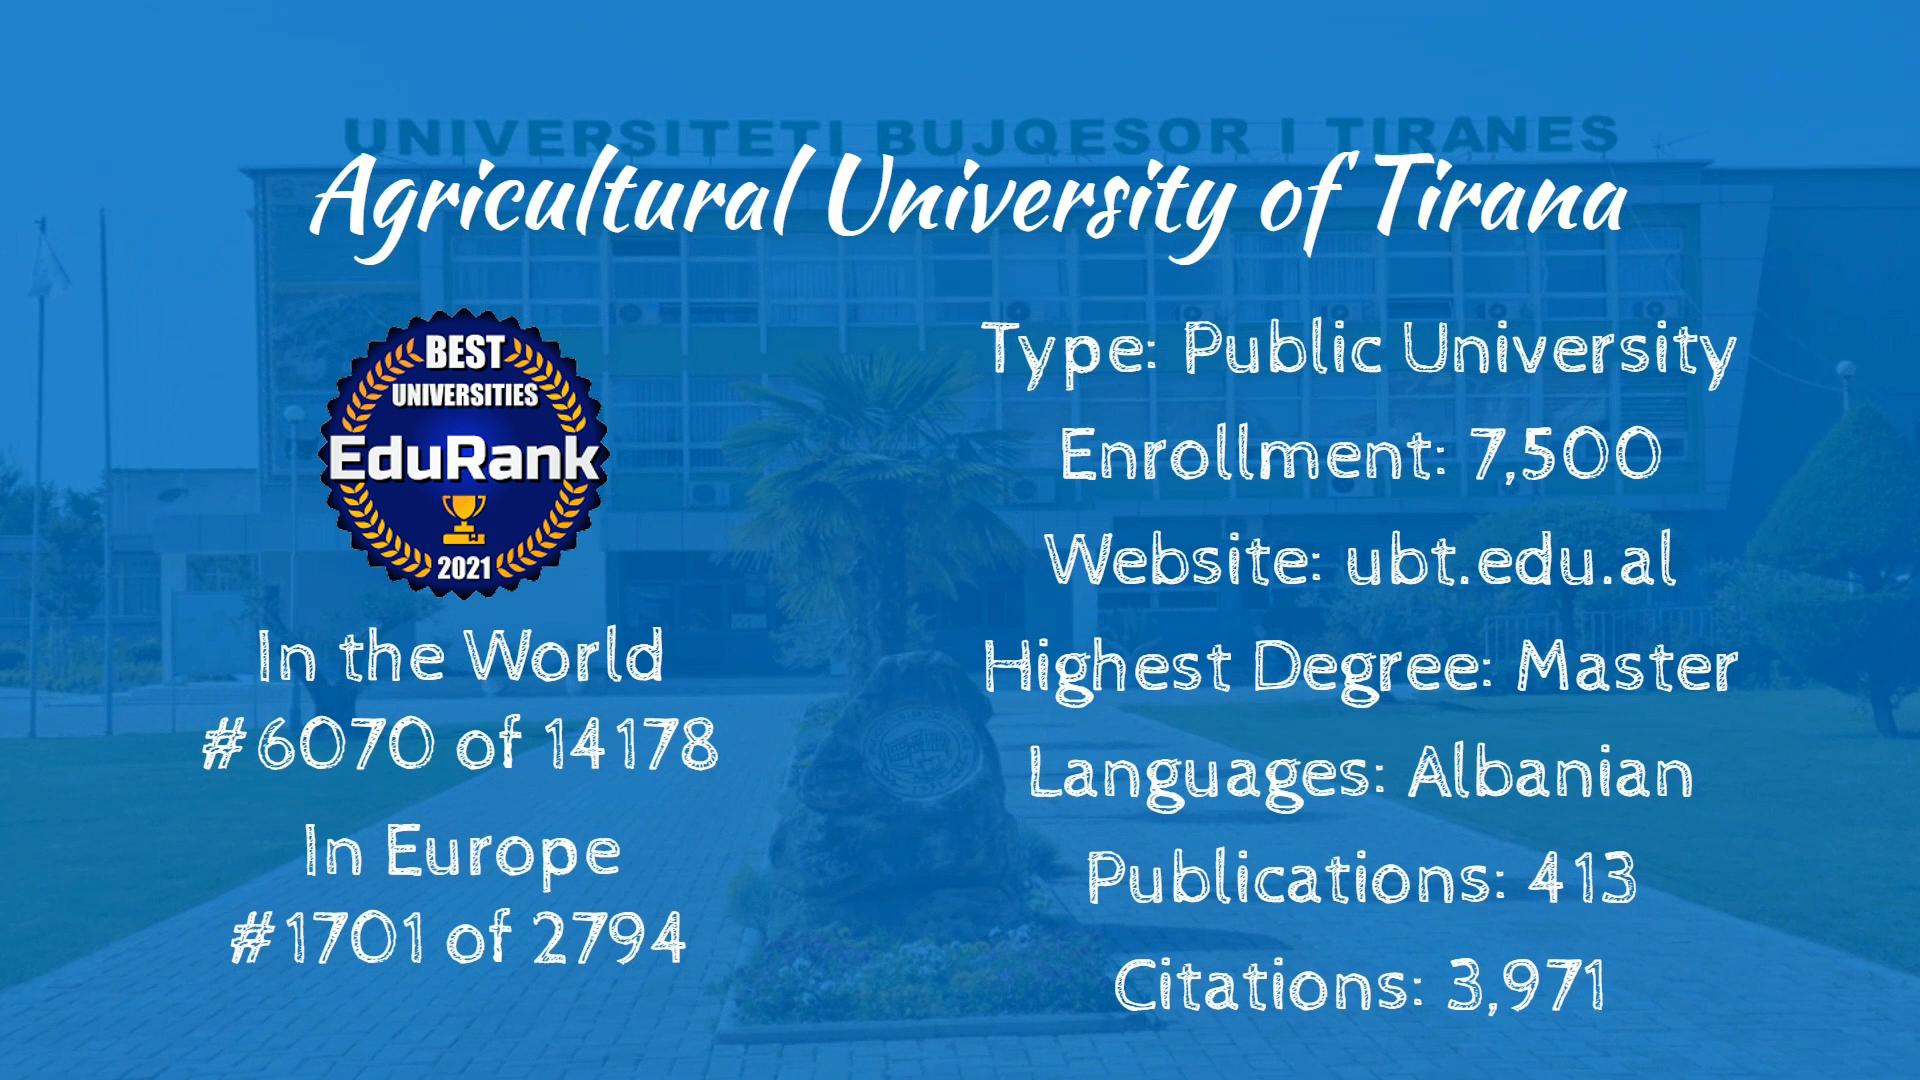 UNIVERSITETI BUJQESOR I TIRANES
Agricultural University of Tirana
BEST
UNIVERSITIES
EduRank
2021
In the World
#6070 of 14178
In Europe
#1701 of 2794
Type: Public University
Enrollment: 7,500
Website: ubt.edu.al
Highest Degree: Master
Languages: Albanian
Publications: 413
Citations: 3,971